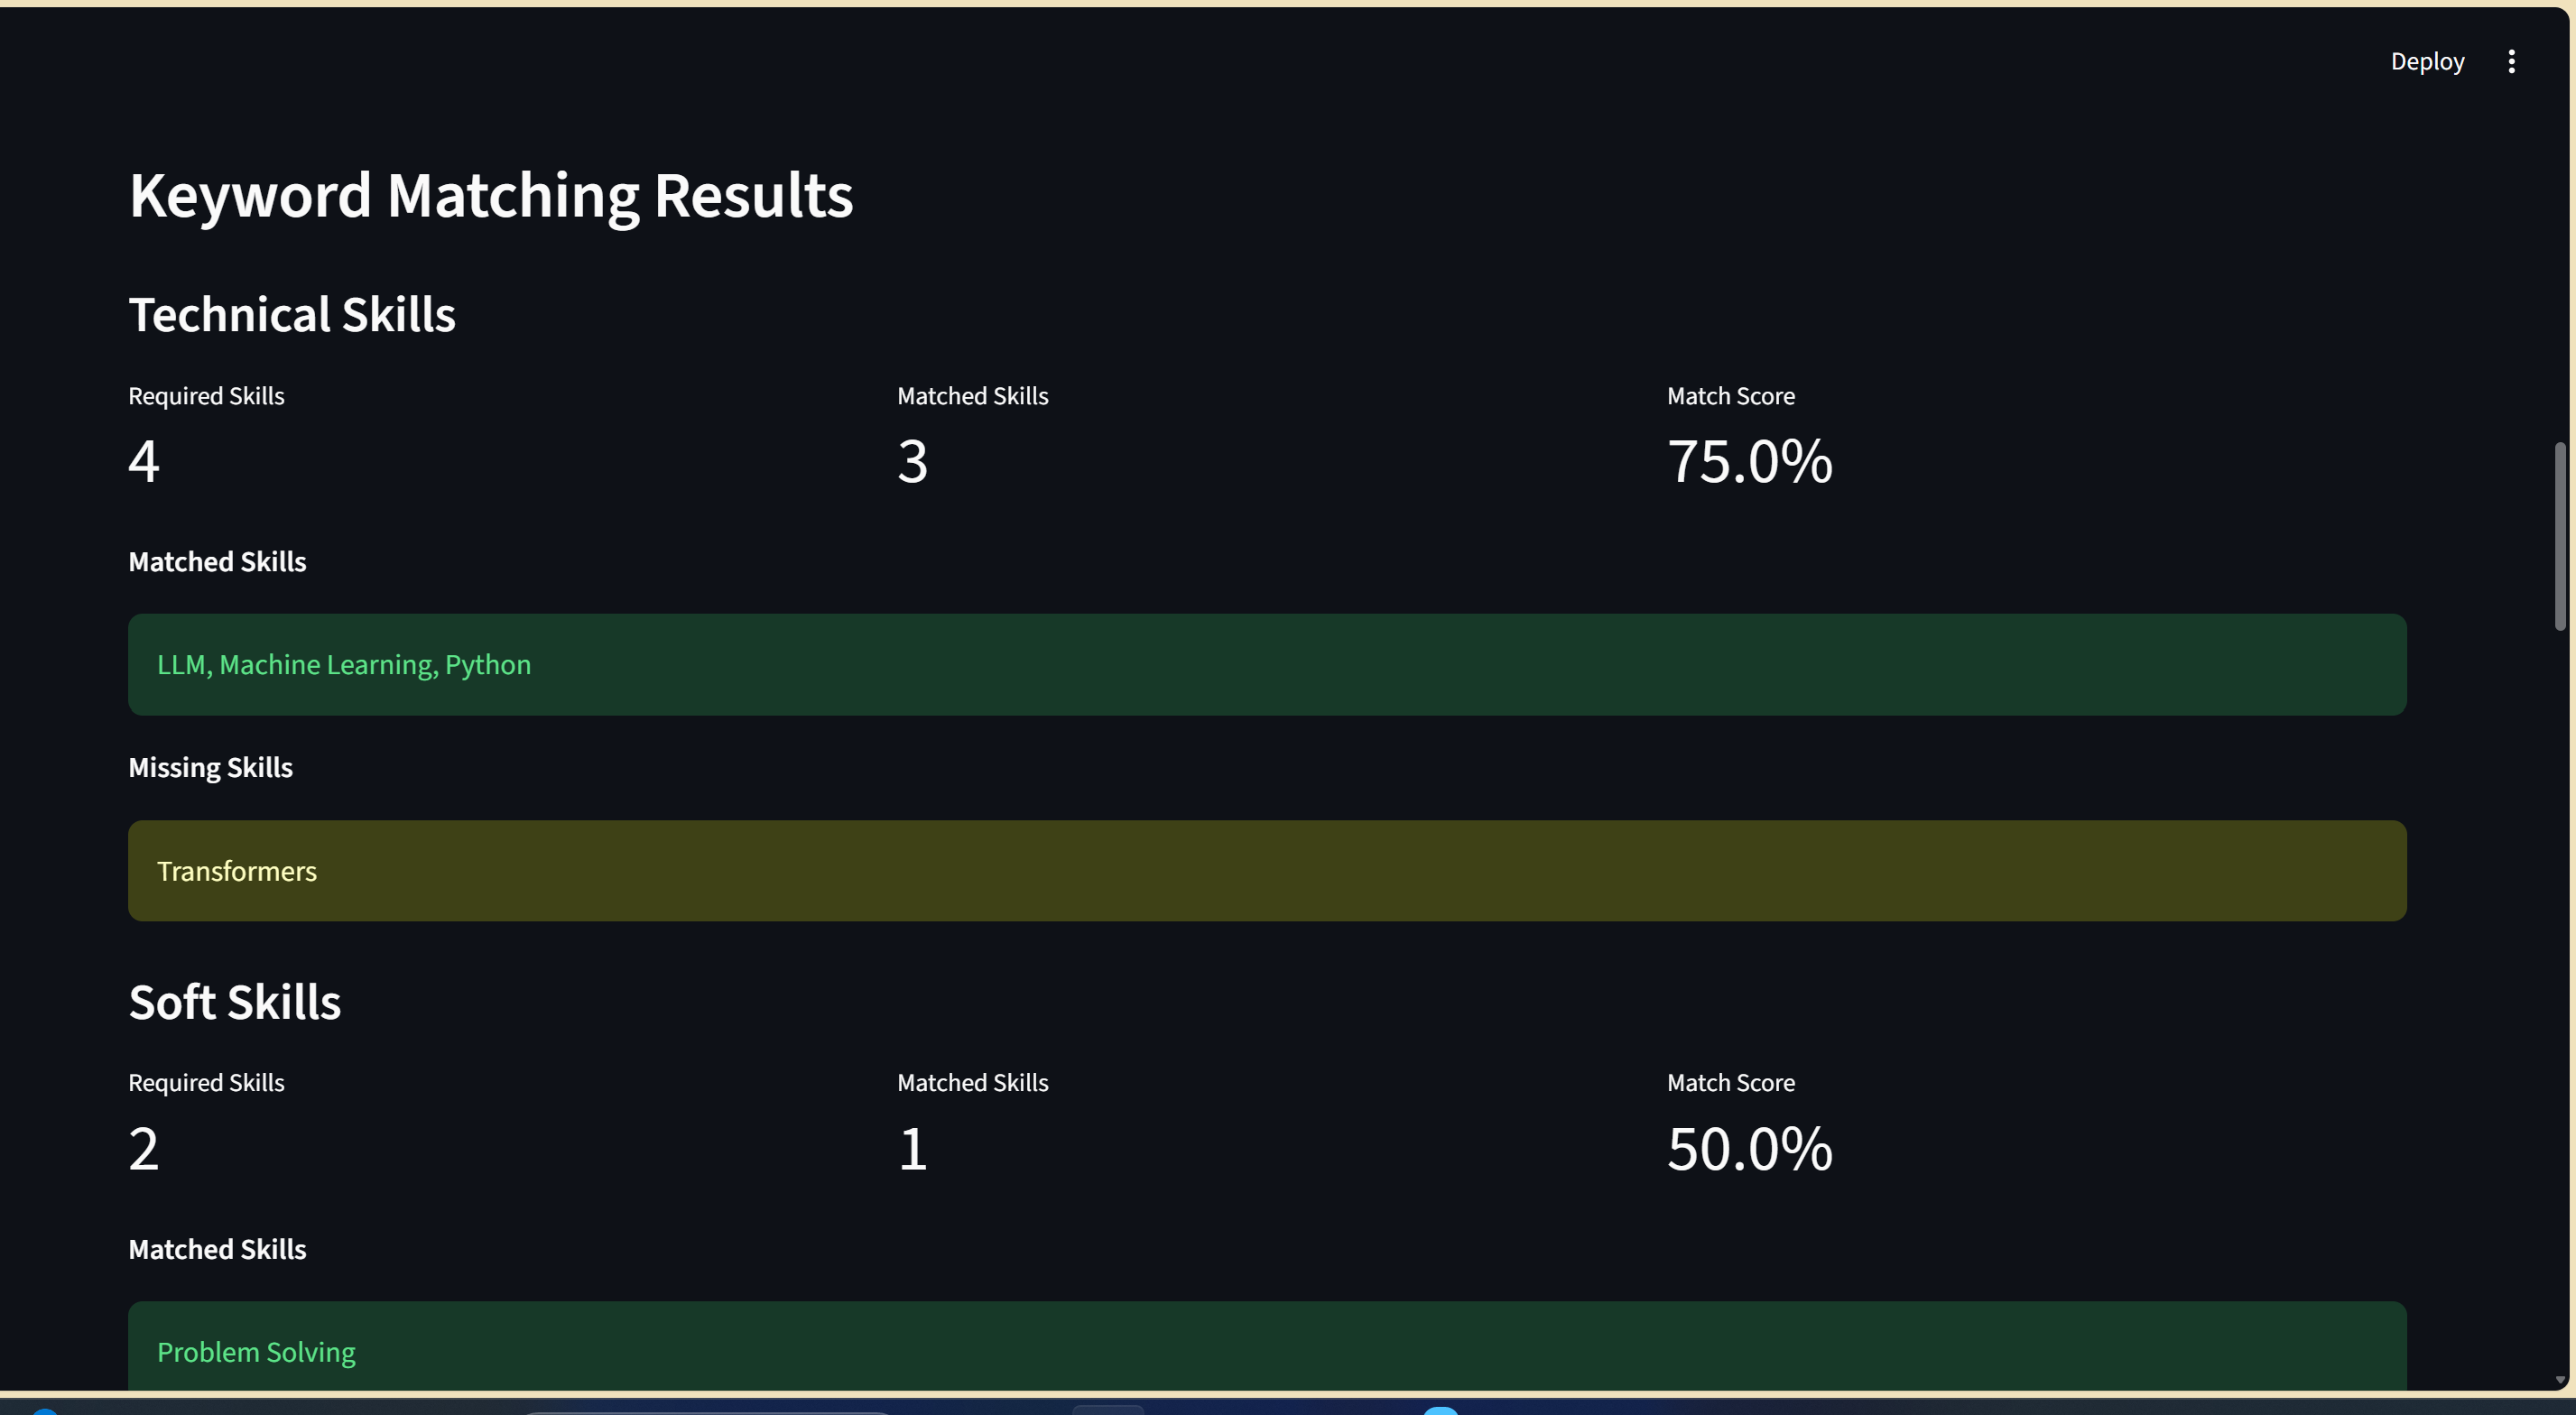 Deploy
Keyword Matching Results
Technical Skills
Required Skills
Matched Skills
Match Score
4
3
75.0%
Matched Skills
LLM, Machine Learning, Python
Missing Skills
Transformers
Soft Skills
Required Skills
Matched Skills
Match Score
2
1
50.0%
Matched Skills
Problem Solving